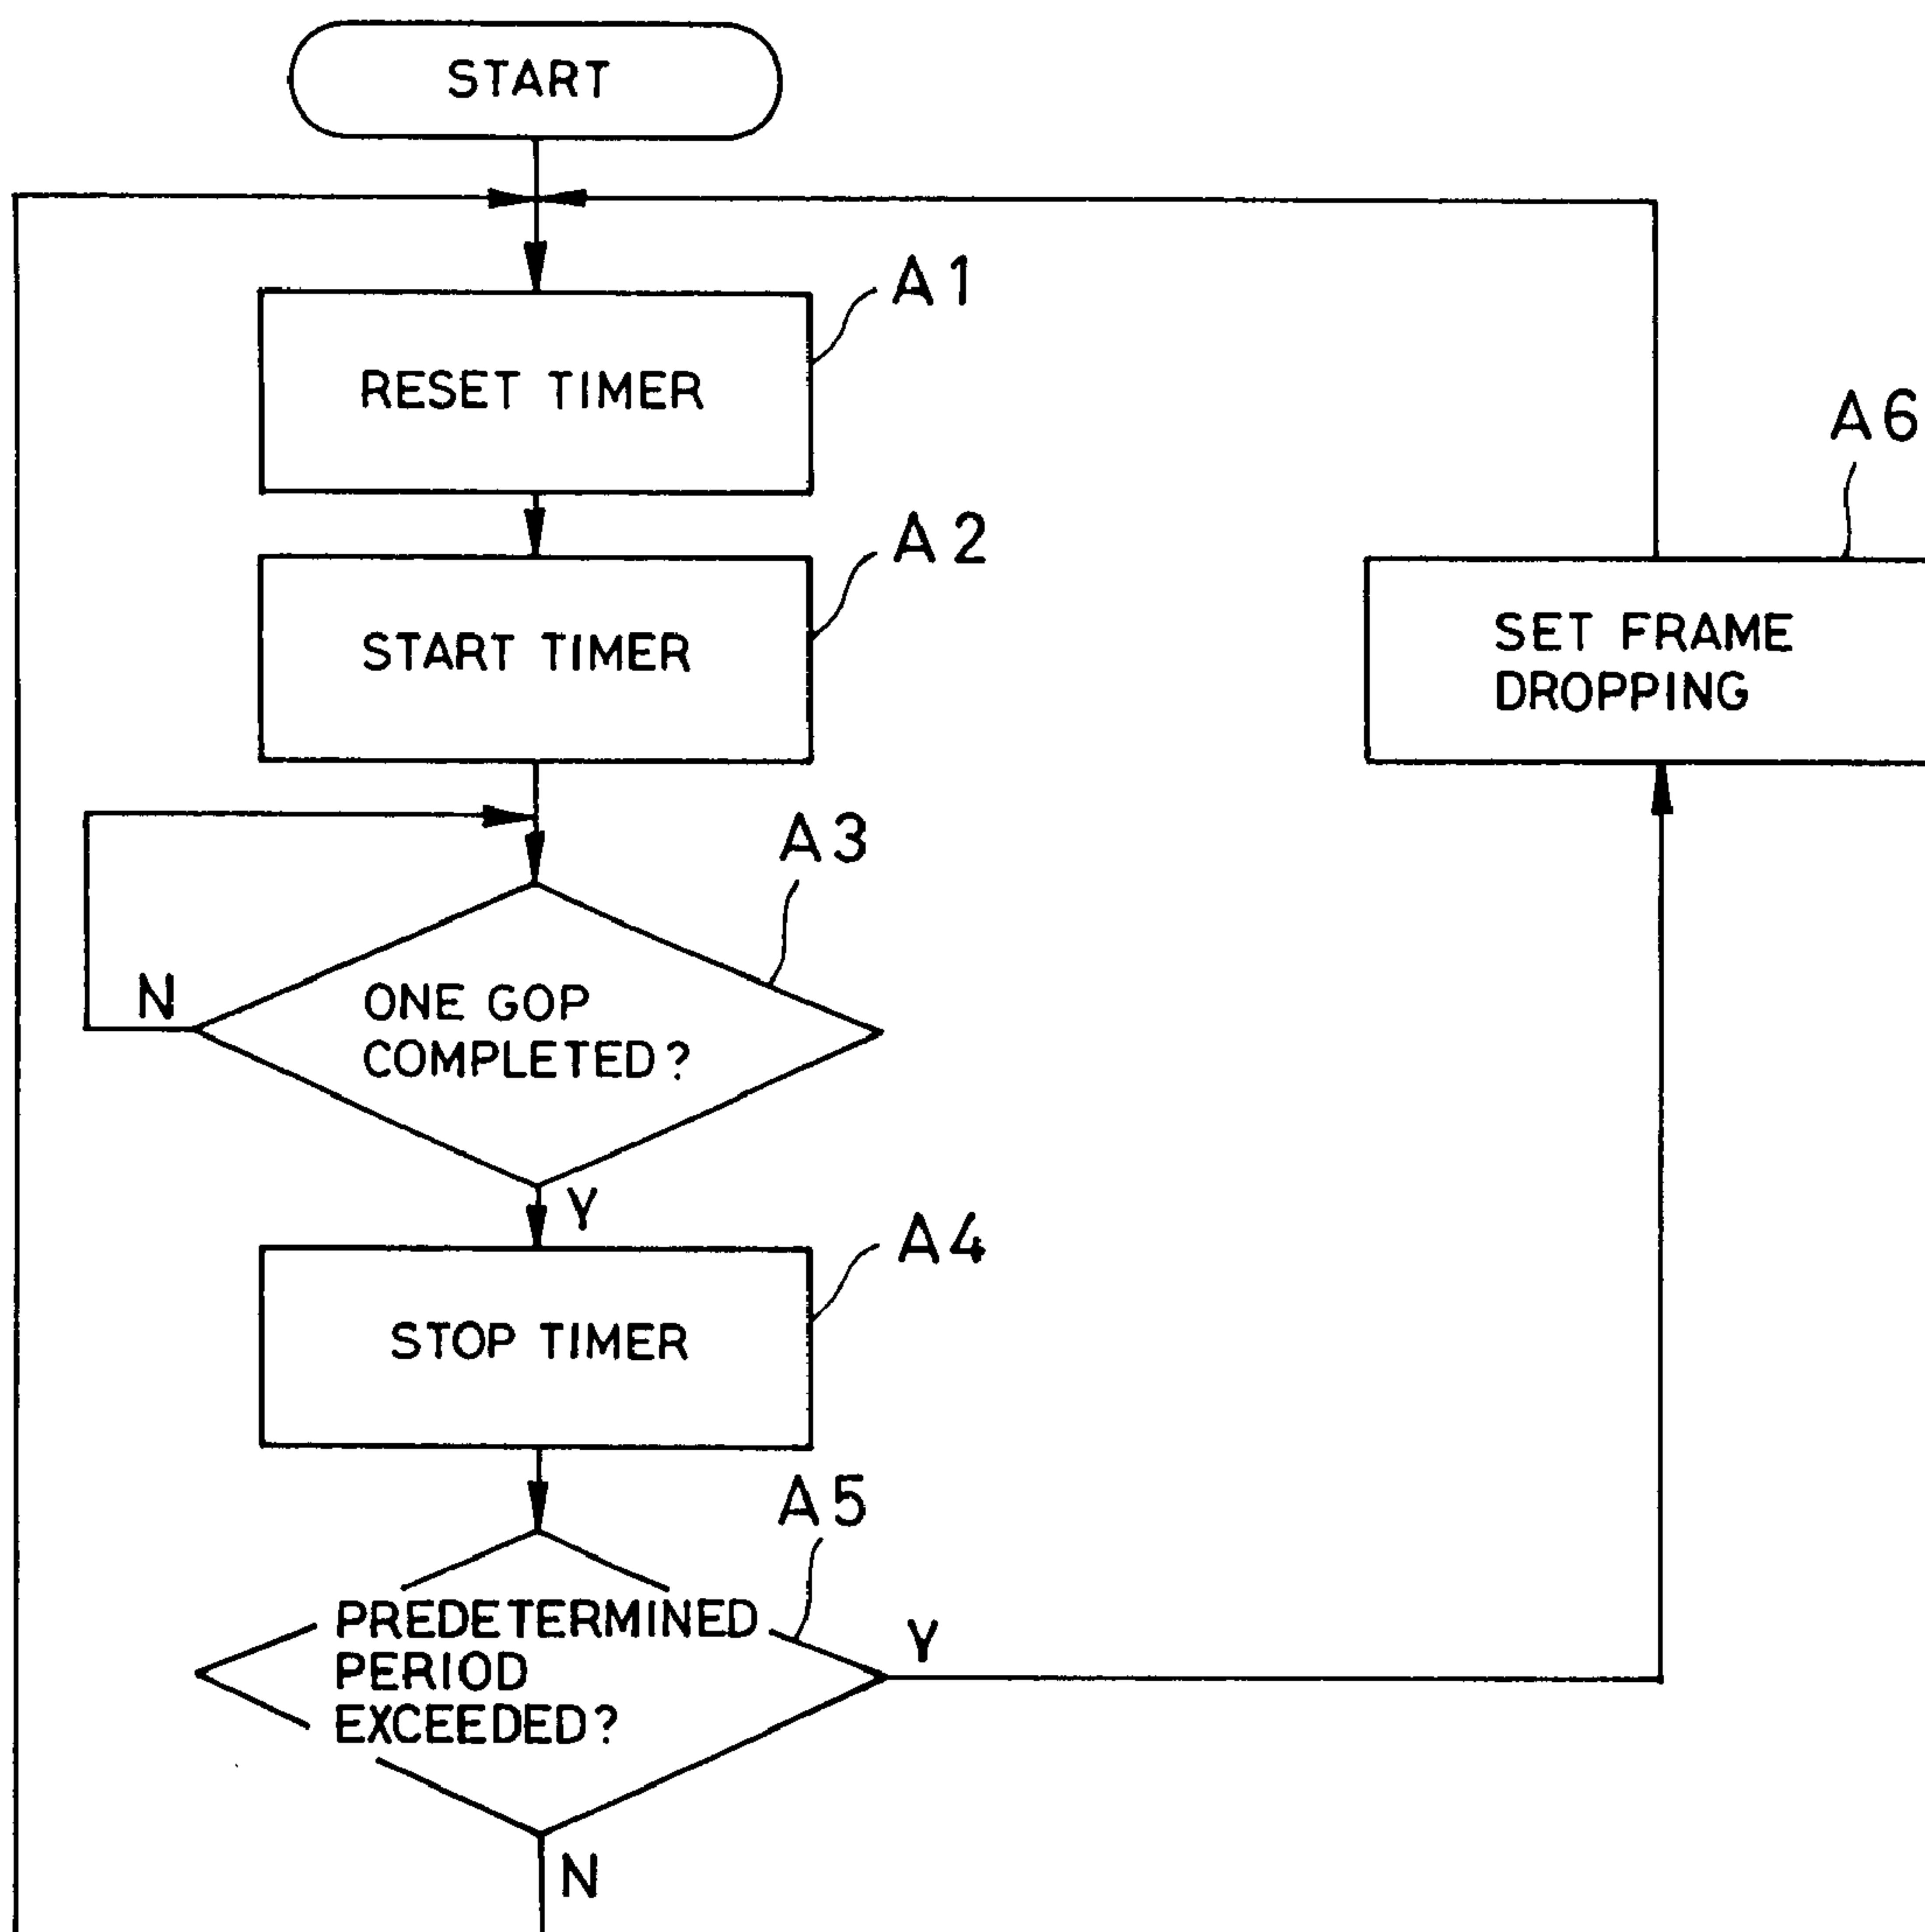 START
A1
RESET TIMER
A6
A2
START TIMER
SET FRAME
DROPPING
A3
N
ONE GOP
COMPLETED?
Y
A4
STOP TIMER
A5
PREDETERMINED
PERIOD
EXCEEDED?
Y
N